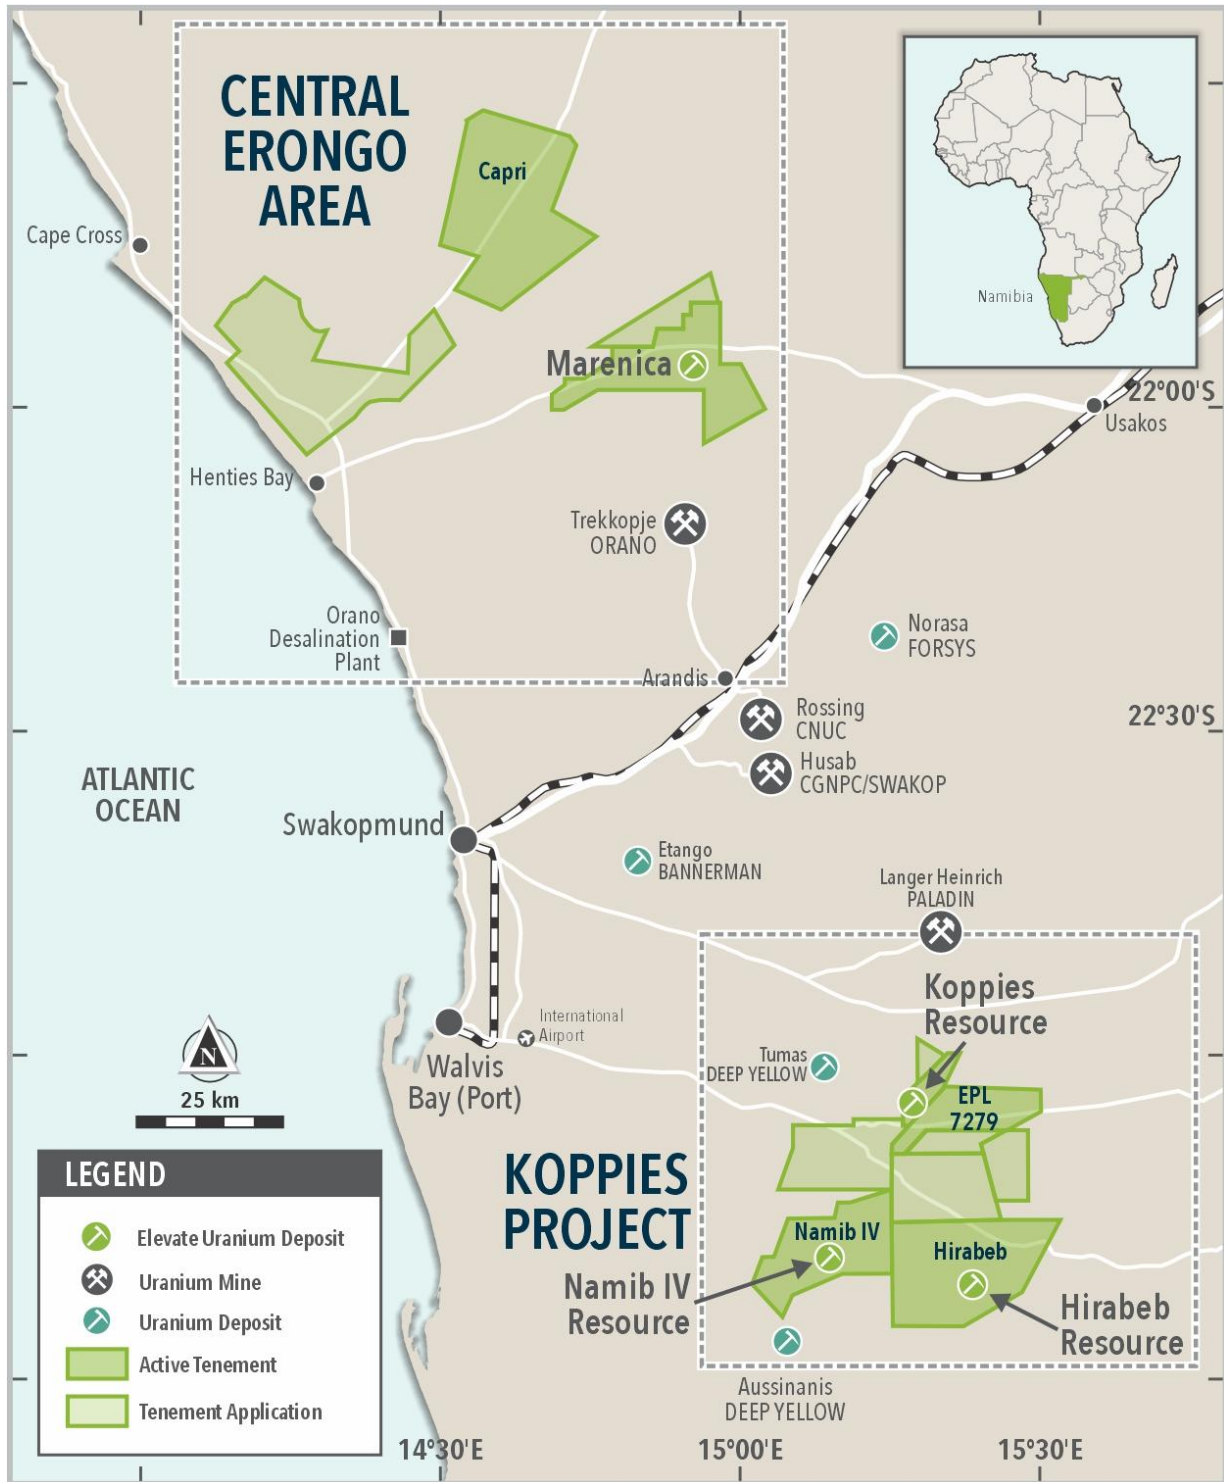 CENTRAL
ERONGO
AREA
Capri
Cape Cross
Namibia
Marenica
22°00'S
Usakos
Henties Bay
Trekkopje
ORANO
Orano
Desalination
Plant
Norasa
FORSYS
Arandis
Rossing
CNUC
22°30'S
Husab
CGNPC/SWAKOP
ATLANTIC
OCEAN
Swakopmund
Etango
BANNERMAN
Langer Heinrich
PALADIN
Koppies
Resource
International
Airport
N
25 km
Walvis
Bay (Port)
Tumas
DEEP YELLOW
EPL
7279
KOPPIES
PROJECT
Namib IV
Hirabeb
Namib IV
Resource
Hirabeb
Resource
Aussinanis
DEEP YELLOW
LEGEND
Elevate Uranium Deposit
Uranium Mine
Uranium Deposit
Active Tenement
Tenement Application
14°30'E
15°00'E
15°30'E